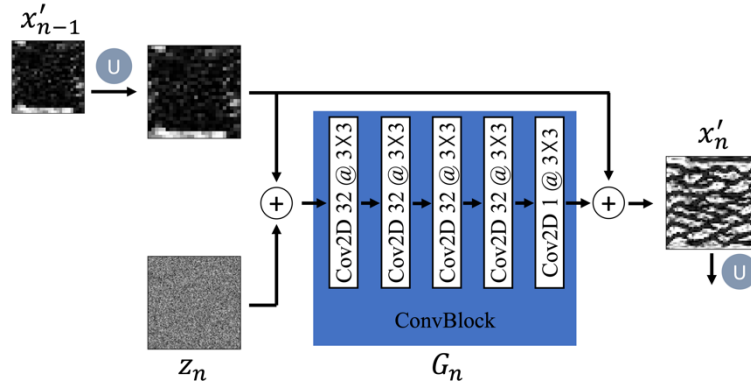 x′ₙ₋₁
U
+
zₙ
Cov2D 32 @ 3X3
Cov2D 32 @ 3X3
Cov2D 32 @ 3X3
Cov2D 32 @ 3X3
Cov2D 1 @ 3X3
ConvBlock
Gₙ
+
x′ₙ
U